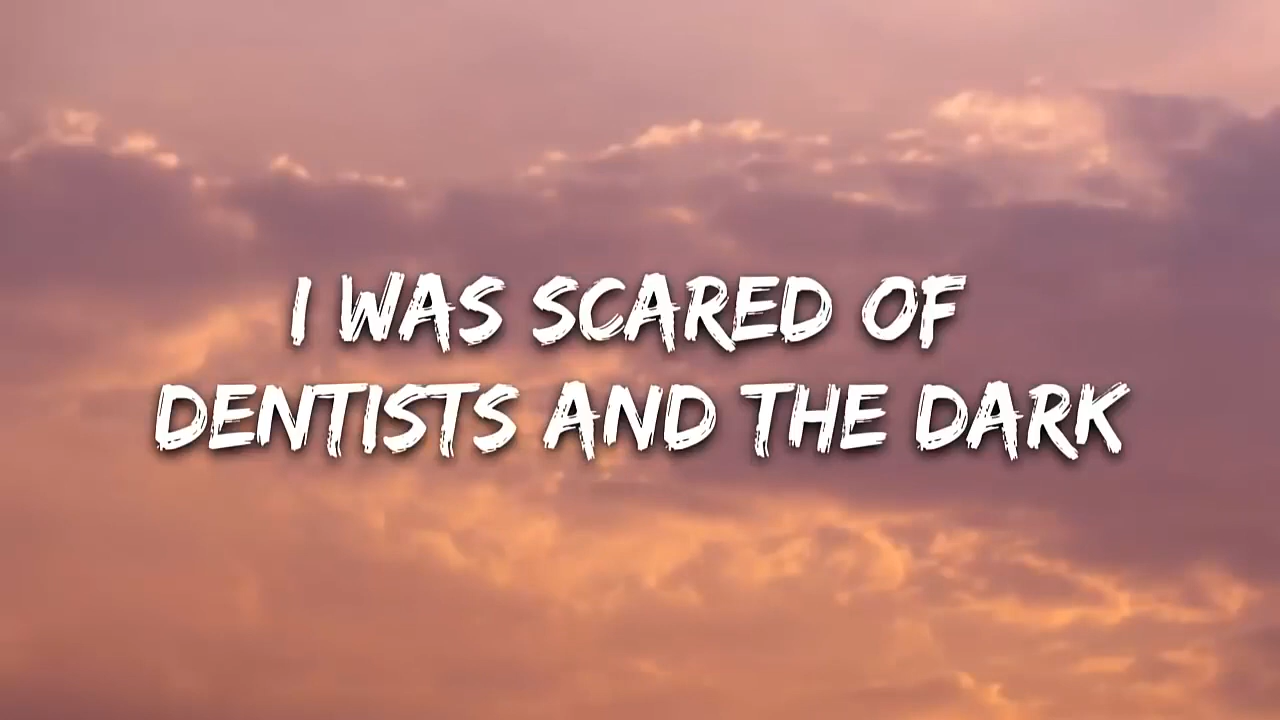 I WAS SCARED OF
DENTISTS AND THE DARK